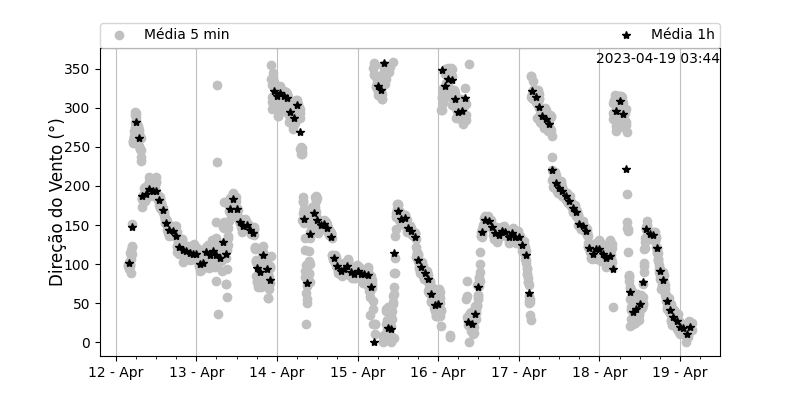 Média 5 min
Média 1h
2023-04-19 03:44
Direção do Vento (°)
350
300
250
200
150
100
50
0
12 - Apr
13 - Apr
14 - Apr
15 - Apr
16 - Apr
17 - Apr
18 - Apr
19 - Apr